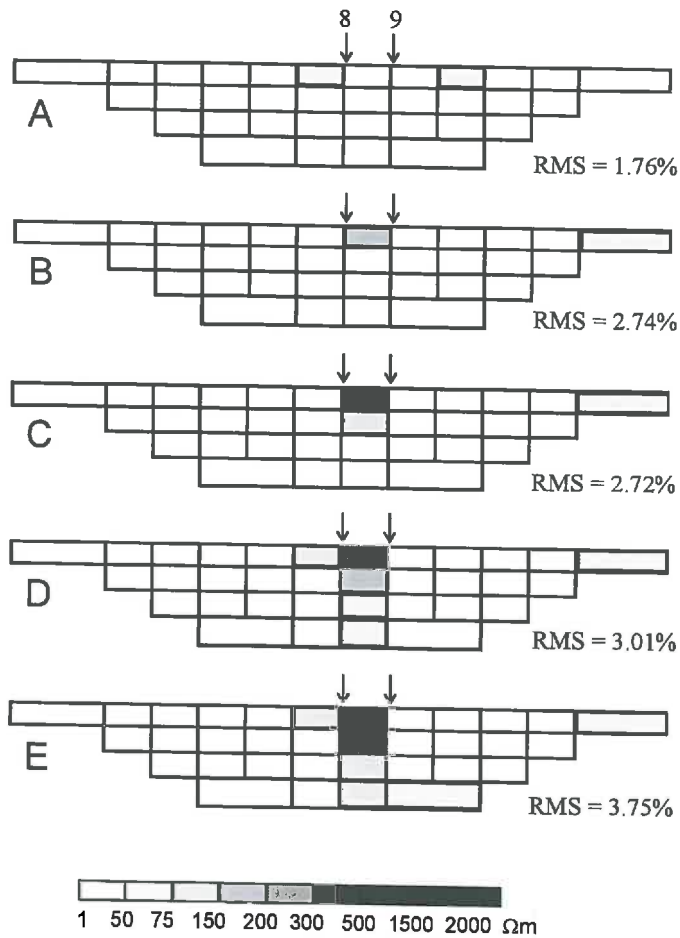 8 9
A
RMS = 1.76%
B
RMS = 2.74%
C
RMS = 2.72%
D
RMS = 3.01%
E
RMS = 3.75%
1 50 75 150 200 300 500 1500 2000 Ωm